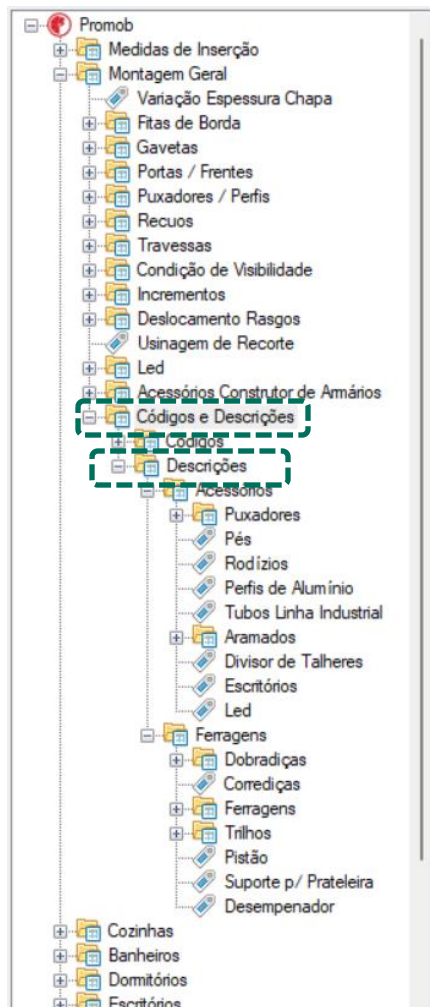 Promob
Medidas de Inserção
Montagem Geral
Variação Espessura Chapa
Fitas de Borda
Gavetas
Portas / Frentes
Puxadores / Perfis
Recuos
Travessas
Condição de Visibilidade
Incrementos
Deslocamento Rasgos
Usinagem de Recorte
Led
Acessórios Construtor de Armários
Códigos e Descrições
Códigos
Descrições
Acessórios
Puxadores
Pés
Rodízios
Perfis de Alumínio
Tubos Linha Industrial
Aramados
Divisor de Talheres
Escritórios
Led
Ferragens
Dobradiças
Corrediças
Ferragens
Trilhos
Pistão
Suporte p/ Prateleira
Desempenador
Cozinhas
Banheiros
Dormitórios
Escritórios